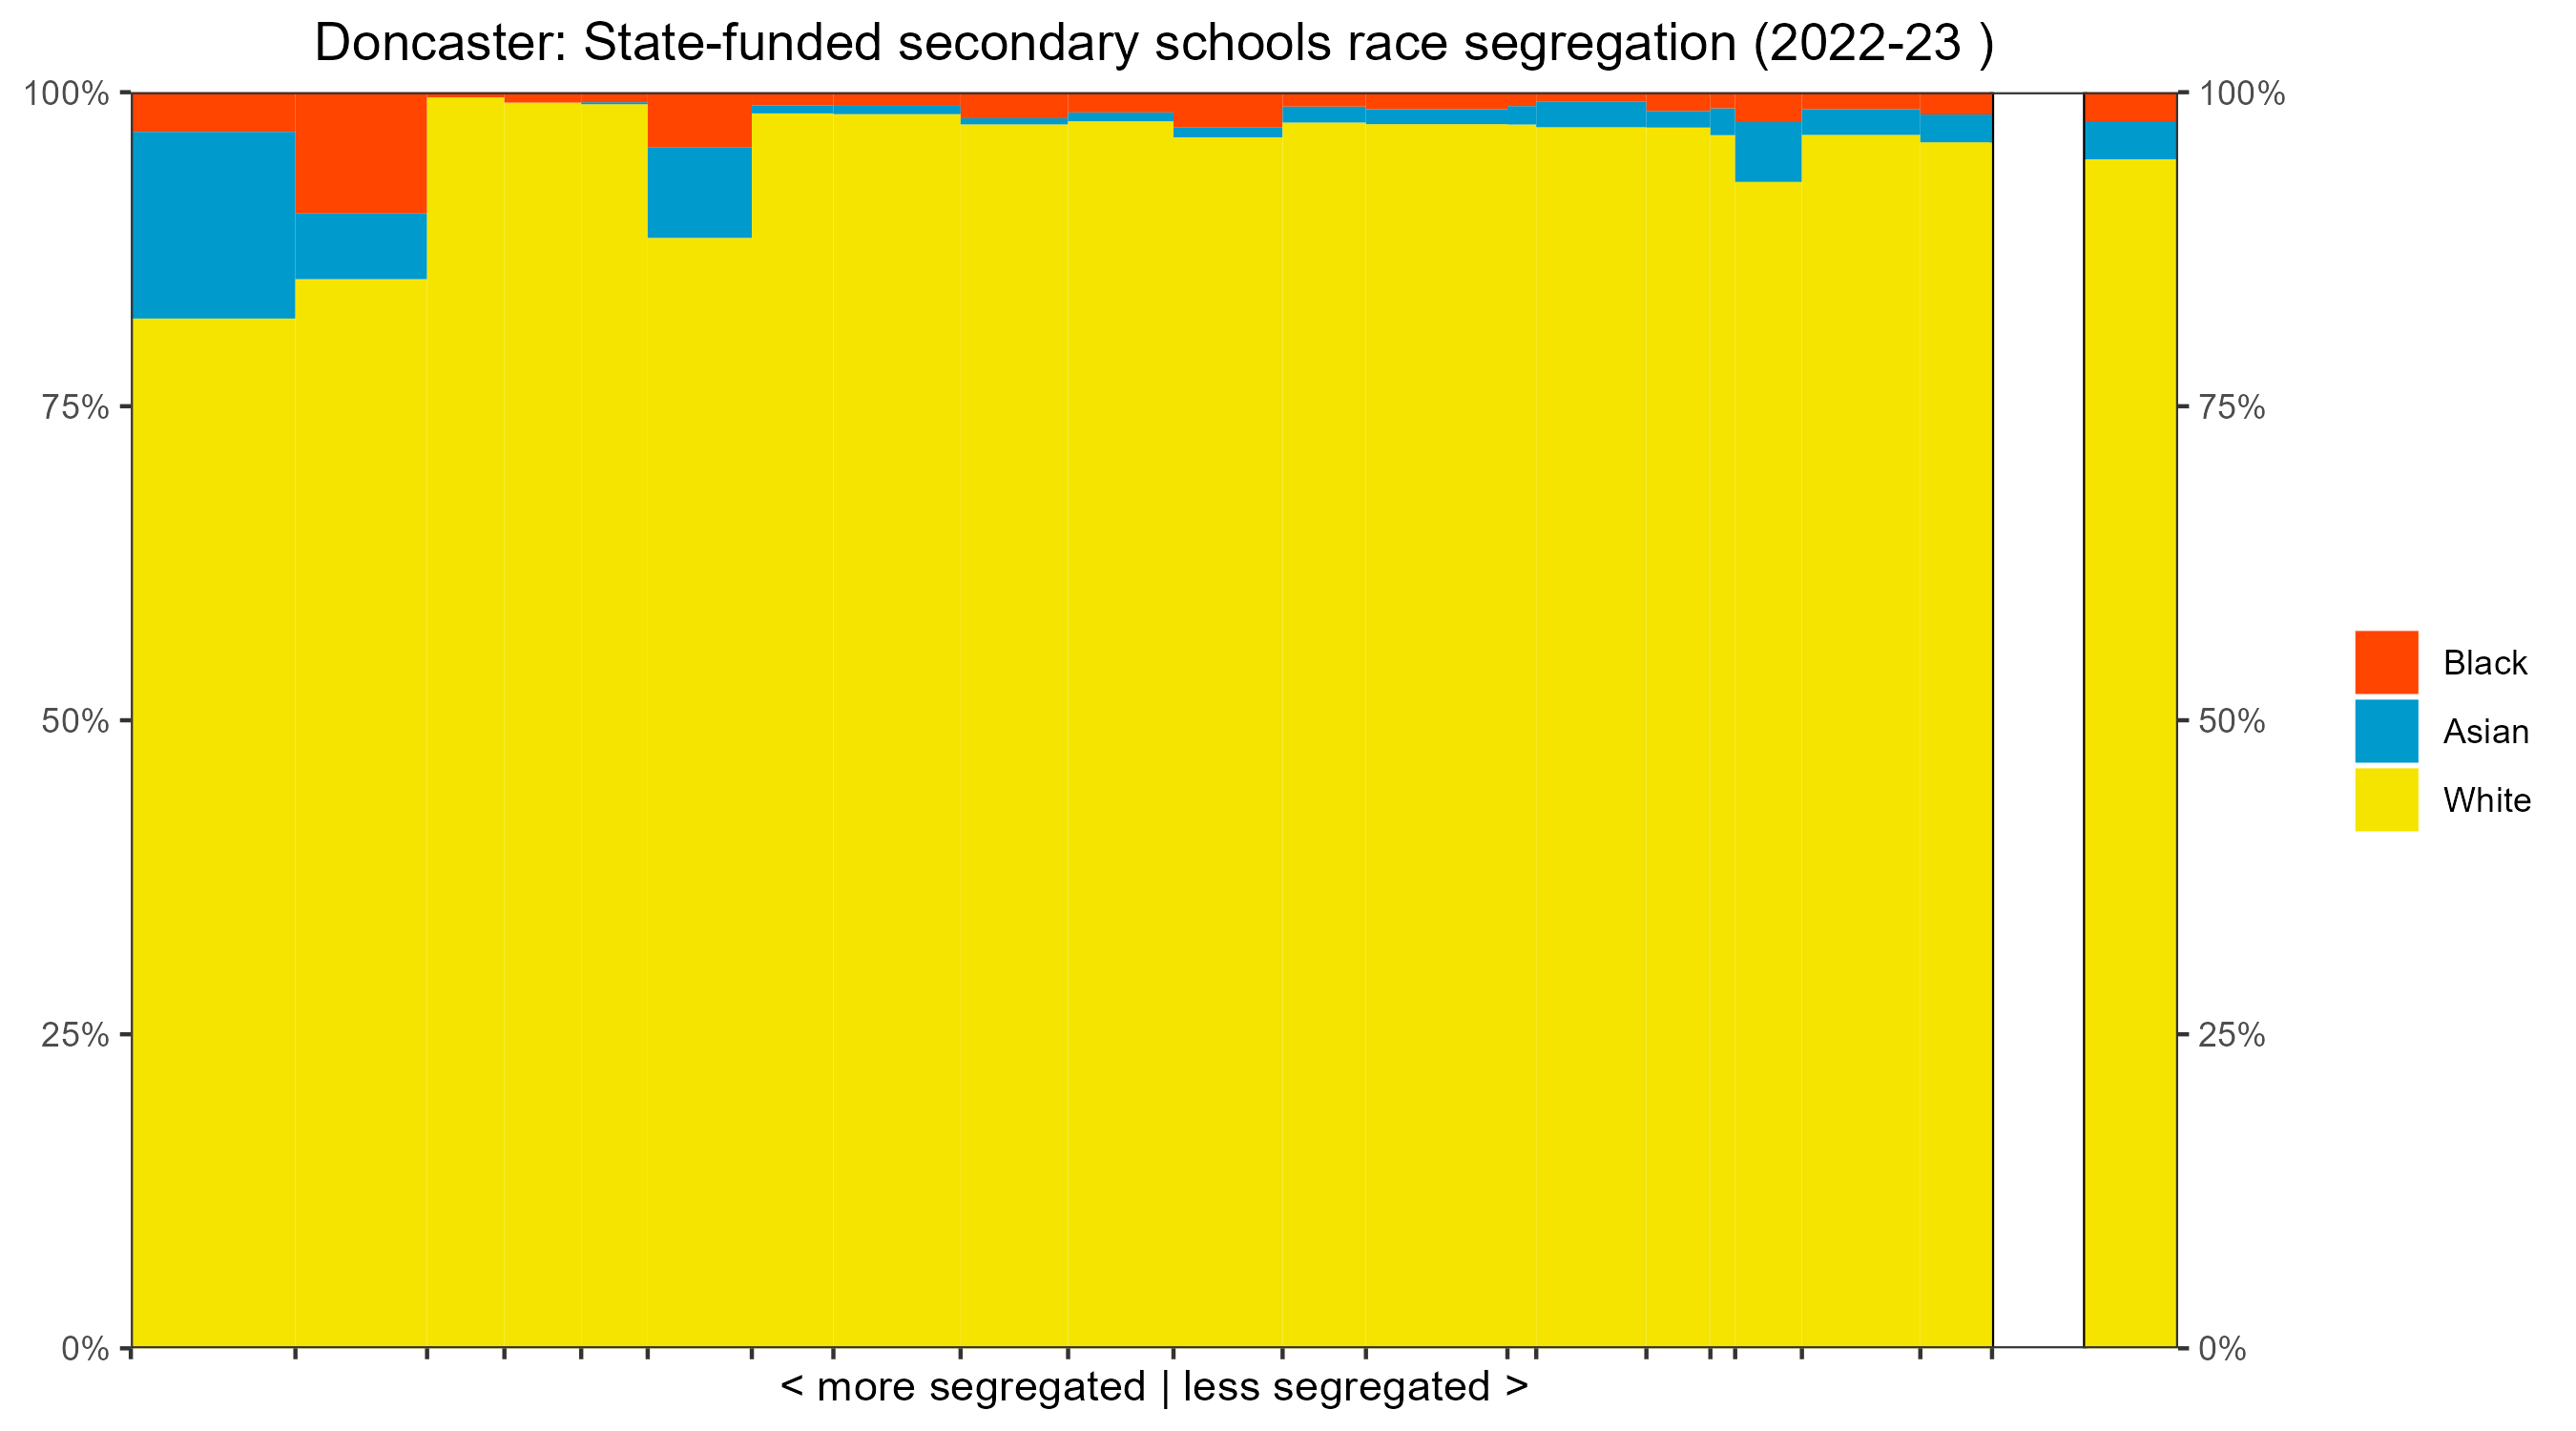 Doncaster: State-funded secondary schools race segregation (2022-23 )
100%
75%
50%
25%
0%
100%
75%
50%
25%
0%
Black
Asian
White
< more segregated | less segregated >